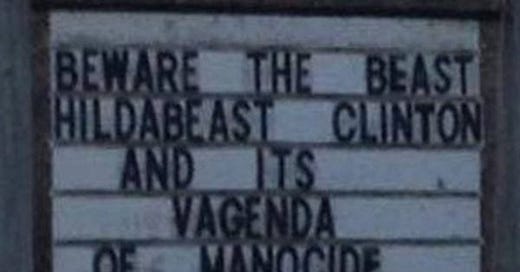 BEWARE THE BEAST
HILDABEAST CLINTON
AND ITS
VAGENDA
OF MANOCIDE